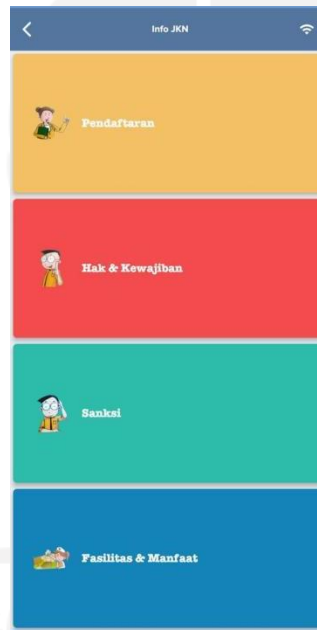 Info JKN
Pendaftaran
Hak & Kewajiban
Sanksi
Fasilitas & Manfaat